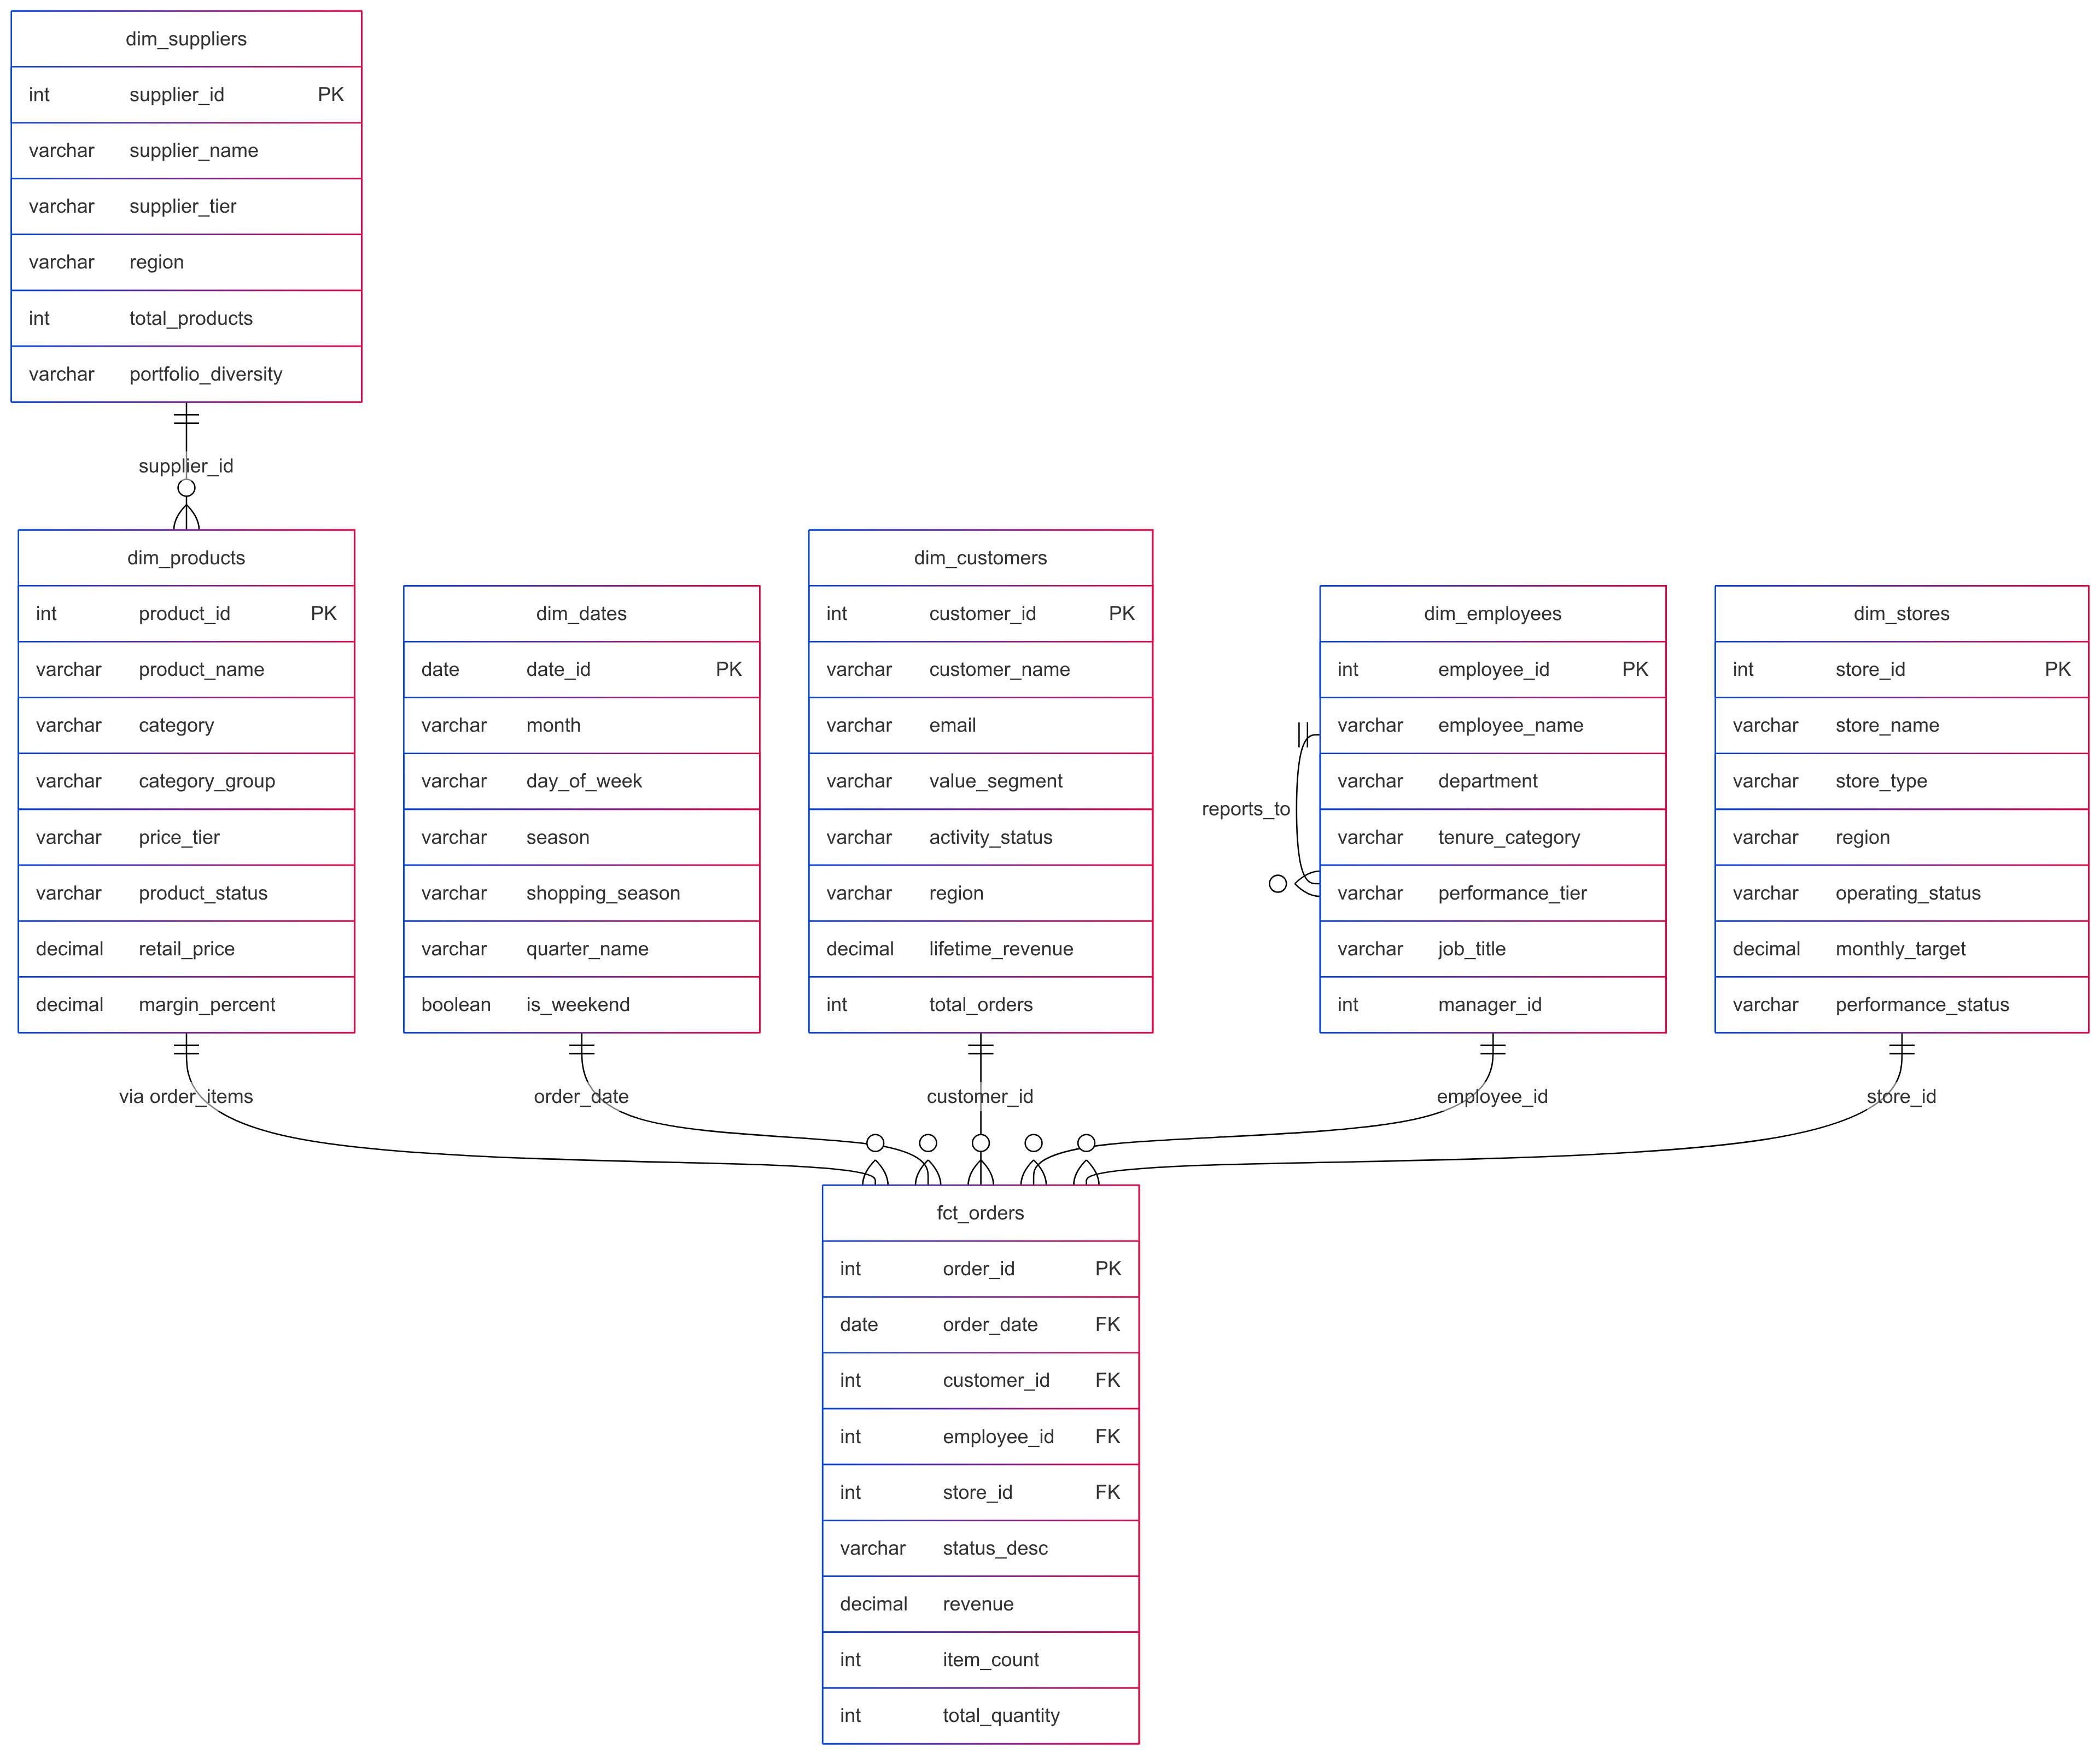 dim_suppliers
int supplier_id PK
varchar supplier_name
varchar supplier_tier
varchar region
int total_products
varchar portfolio_diversity
supplier_id
dim_products
int product_id PK
varchar product_name
varchar category
varchar category_group
varchar price_tier
varchar product_status
decimal retail_price
decimal margin_percent
dim_dates
date date_id PK
varchar month
varchar day_of_week
varchar season
varchar shopping_season
varchar quarter_name
boolean is_weekend
dim_customers
int customer_id PK
varchar customer_name
varchar email
varchar value_segment
varchar activity_status
varchar region
decimal lifetime_revenue
int total_orders
reports_to
dim_employees
int employee_id PK
varchar employee_name
varchar department
varchar tenure_category
varchar performance_tier
varchar job_title
int manager_id
dim_stores
int store_id PK
varchar store_name
varchar store_type
varchar region
varchar operating_status
decimal monthly_target
varchar performance_status
via order_items
order_date
customer_id
employee_id
store_id
fct_orders
int order_id PK
date order_date FK
int customer_id FK
int employee_id FK
int store_id FK
varchar status_desc
decimal revenue
int item_count
int total_quantity